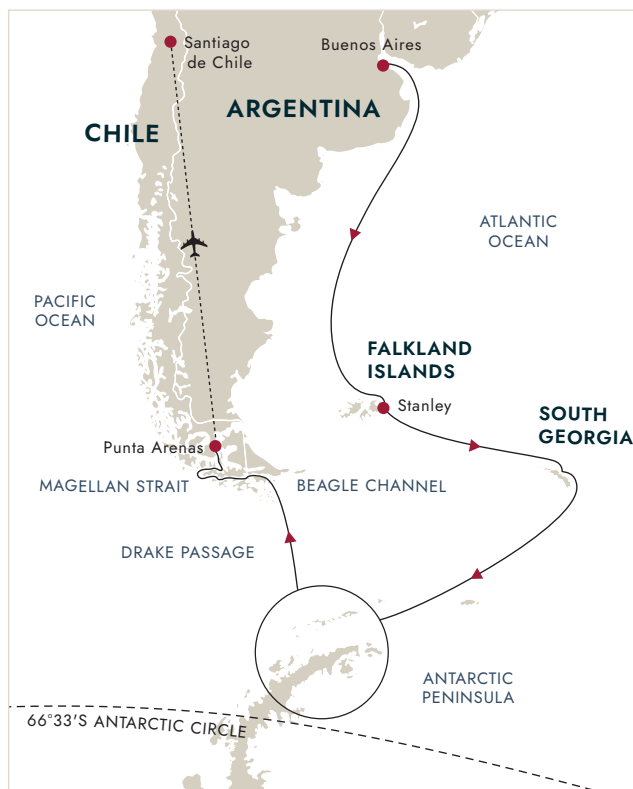 Santiago
de Chile
Buenos Aires
ARGENTINA
CHILE
ATLANTIC
OCEAN
PACIFIC
OCEAN
FALKLAND
ISLANDS
Stanley
SOUTH
GEORGIA
Punta Arenas
MAGELLAN STRAIT
BEAGLE CHANNEL
DRAKE PASSAGE
ANTARCTIC
PENINSULA
66°33'S ANTARCTIC CIRCLE